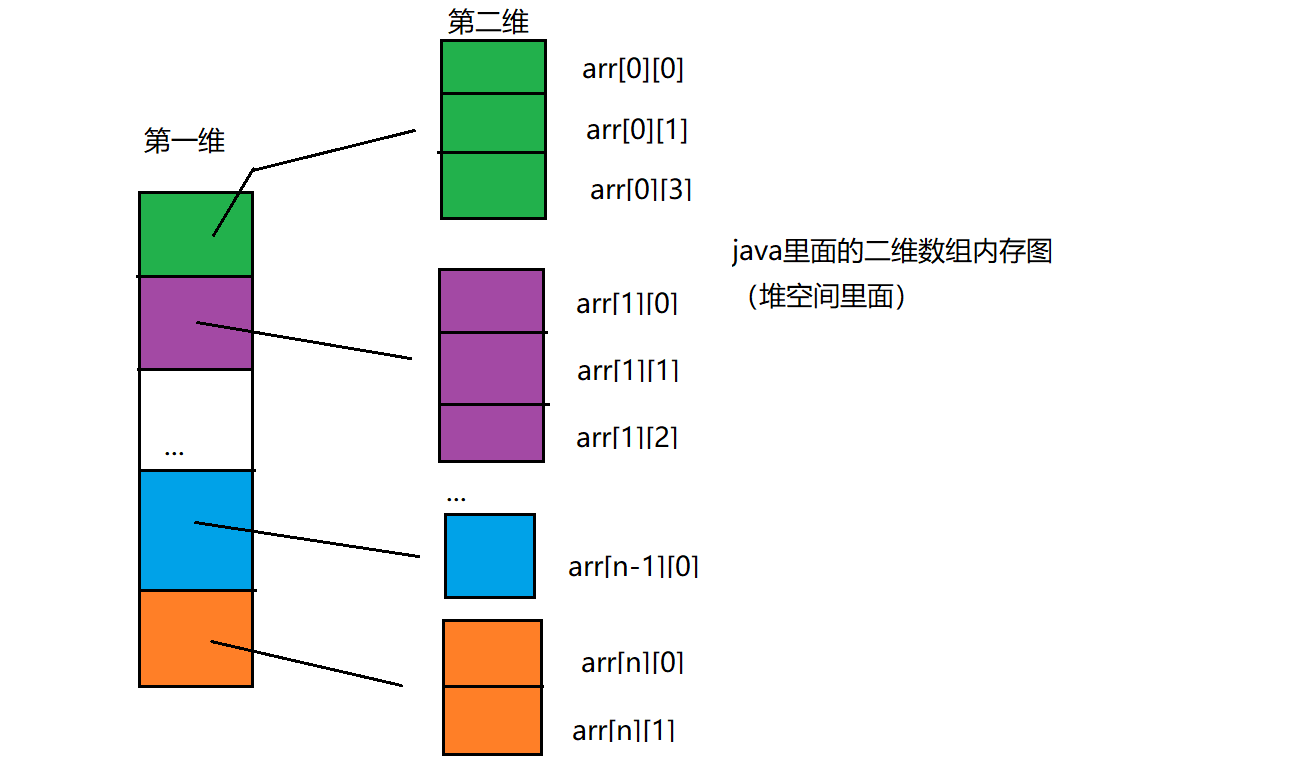 第一维
...
第二维
arr[0][0]
arr[0][1]
arr[0][3]
arr[1][0]
arr[1][1]
arr[1][2]
...
arr[n-1][0]
arr[n][0]
arr[n][1]
java里面的二维数组内存图
（堆空间里面）